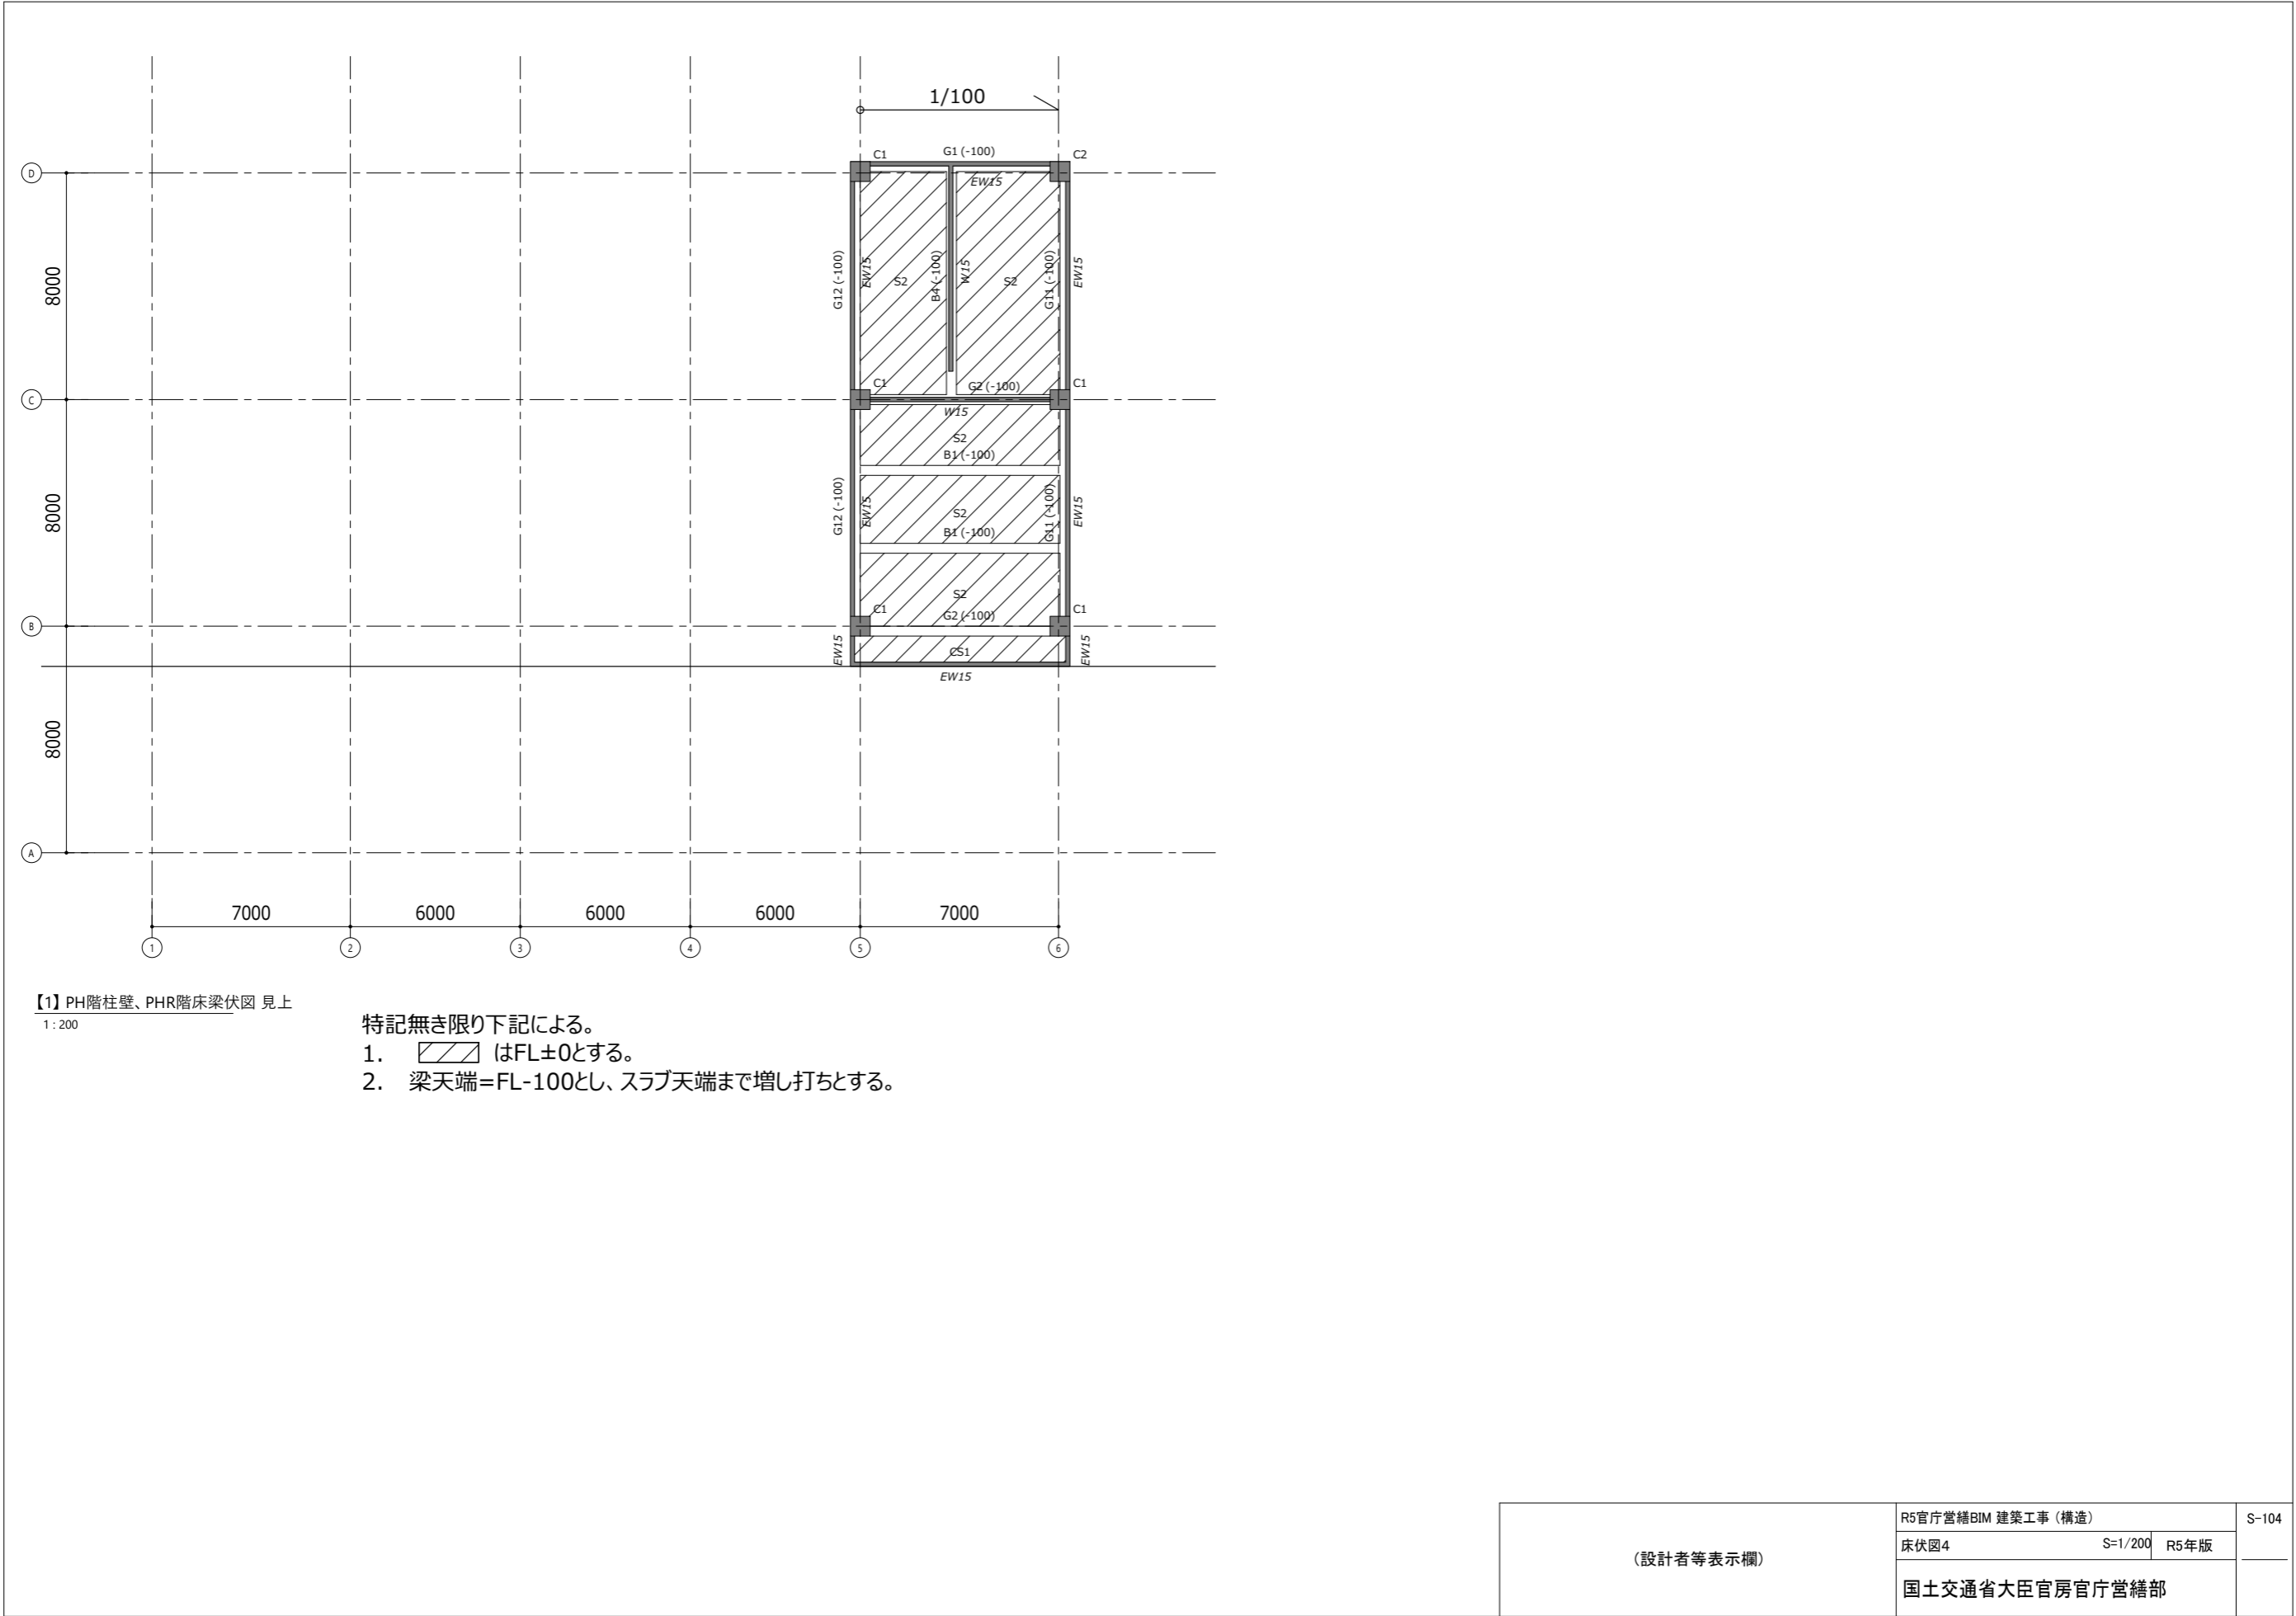 1/100
C1
G1 (-100)
C2
D
EW15
G12 (-100)
EW15
S2
B4 (-100)
W15
S2
G11 (-100)
EW15
8000
C1
G2 (-100)
C1
C
W15
S2
B1 (-100)
G12 (-100)
EW15
S2
G11 (-100)
EW15
8000
B1 (-100)
S2
C1
G2 (-100)
C1
B
EW15
CS1
EW15
EW15
8000
A
7000
6000
6000
6000
7000
1
2
3
4
5
6
【1】 PH階柱壁、PHR階床梁伏図 見上
1 : 200
特記無き限り下記による。
1. はFL±0とする。
2. 梁天端=FL-100とし、スラブ天端まで増し打ちとする。
(設計者等表示欄)
R5官庁営繕BIM 建築工事 (構造)
S-104
床伏図4 S=1/200 R5年版
国土交通省大臣官房官庁営繕部